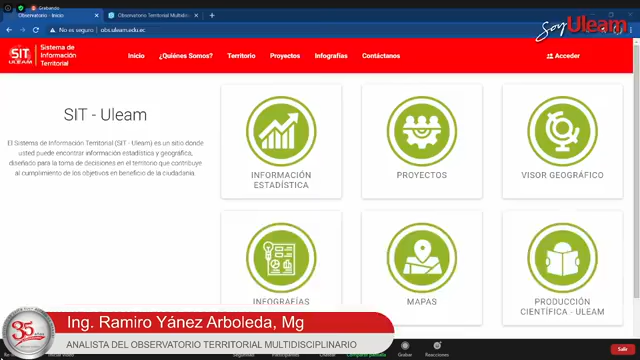 Grabando
Observatorio - Inicio
Observatorio Territorial Multidisc
No es seguro | obs.uleam.edu.ec
Soy Uleam
SIT
ULEAM
Sistema de
Información
Territorial
Inicio
¿Quiénes Somos?
Territorio
Proyectos
Infografías
Contáctanos
Acceder
SIT - Uleam
El Sistema de Información Territorial (SIT - Uleam) es un sitio donde
usted puede encontrar información estadística y geográfica,
diseñado para la toma de decisiones en el territorio que contribuye
al cumplimiento de los objetivos en beneficio de la ciudadanía.
INFORMACIÓN
ESTADÍSTICA
PROYECTOS
VISOR GEOGRÁFICO
INFOGRAFÍAS
MAPAS
PRODUCCIÓN
CIENTÍFICA - ULEAM
35 años
Ing. Ramiro Yánez Arboleda, Mg
ANALISTA DEL OBSERVATORIO TERRITORIAL MULTIDISCIPLINARIO
Compartir pantalla
Grabar
Reacciones
Salir